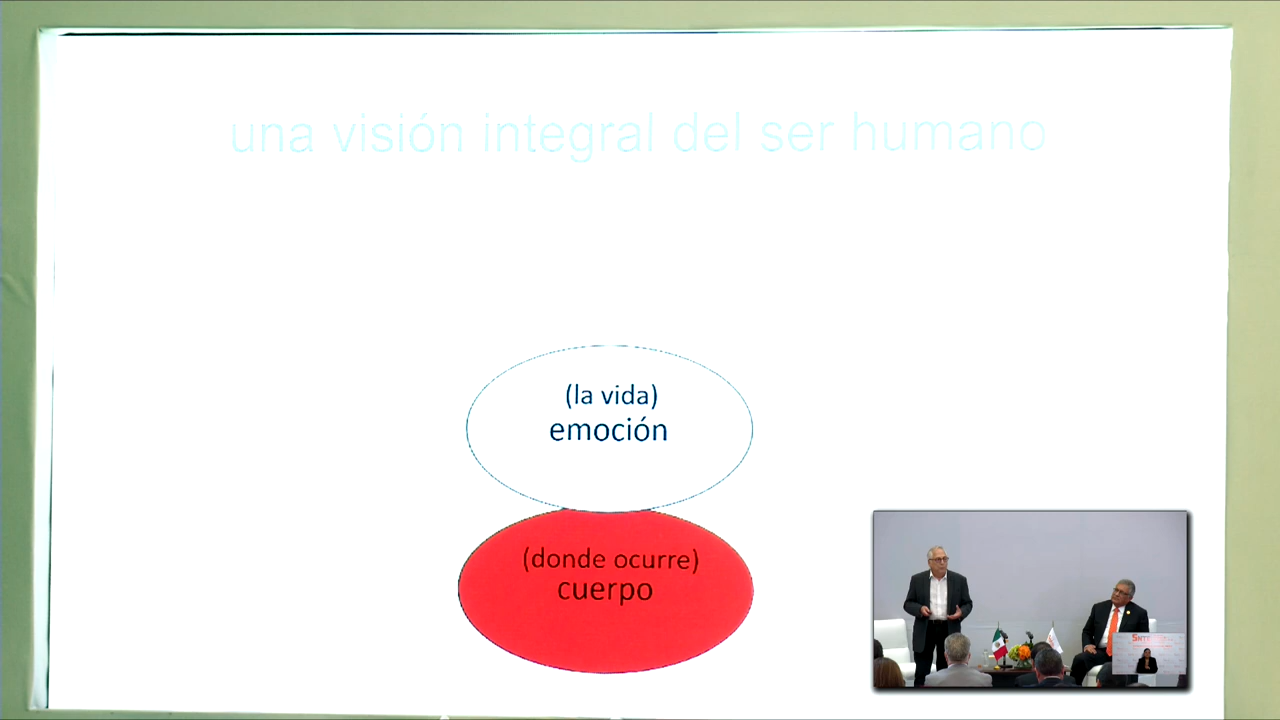 una visión integral del ser humano
(la vida)
emoción
(donde ocurre)
cuerpo